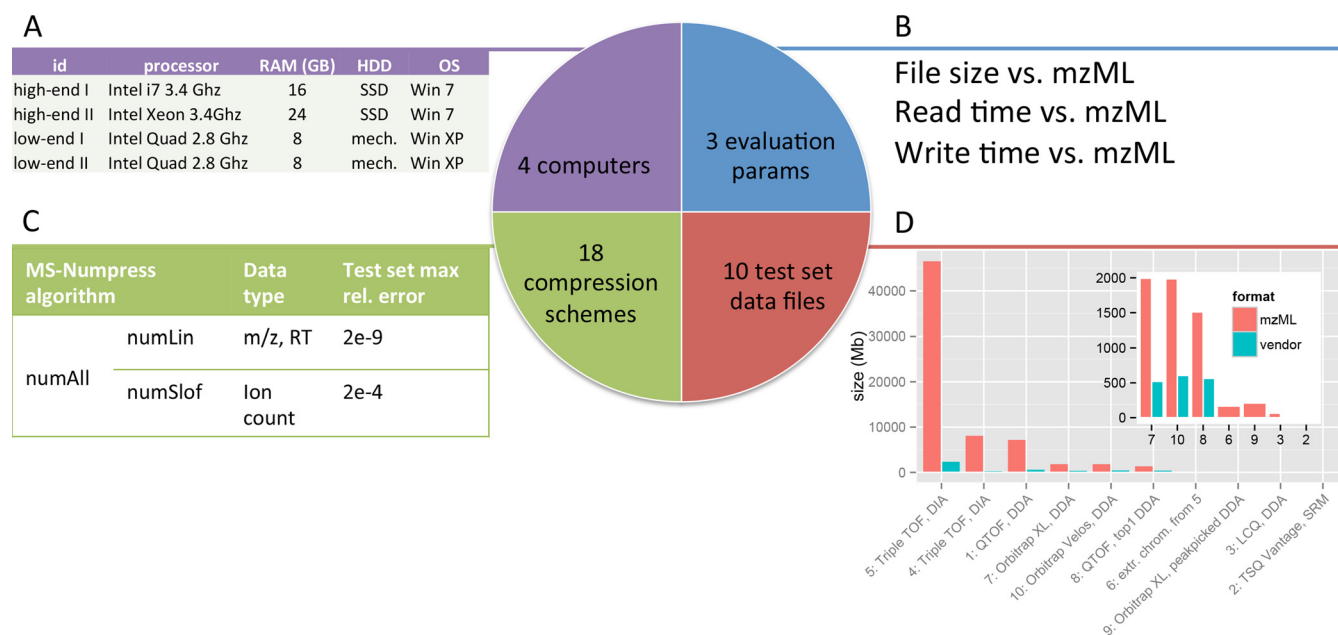 A
id processor RAM (GB) HDD OS
high-end I Intel i7 3.4 Ghz 16 SSD Win 7
high-end II Intel Xeon 3.4Ghz 24 SSD Win 7
low-end I Intel Quad 2.8 Ghz 8 mech. Win XP
low-end II Intel Quad 2.8 Ghz 8 mech. Win XP
4 computers
3 evaluation
params
18
compression
schemes
10 test set
data files
B
File size vs. mzML
Read time vs. mzML
Write time vs. mzML
C
MS-Numpress
algorithm
Data
type
Test set max
rel. error
numAll
numLin m/z, RT 2e-9
numSlof Ion
count
2e-4
D
size (Mb)
40000
30000
20000
10000
0
2000
1500
1000
500
0
7 10 8 6 9 3 2
format
mzML
vendor
5: Triple TOF, DIA
4: Triple TOF, DIA
1: QTOF, DDA
7: Orbitrap XL, DDA
10: Orbitrap Velos, DDA
8: QTOF, top1 DDA
6: extr. chrom. from 5
9: Orbitrap XL, peakpicked DDA
3: LCQ, DDA
2: TSQ Vantage, SRM